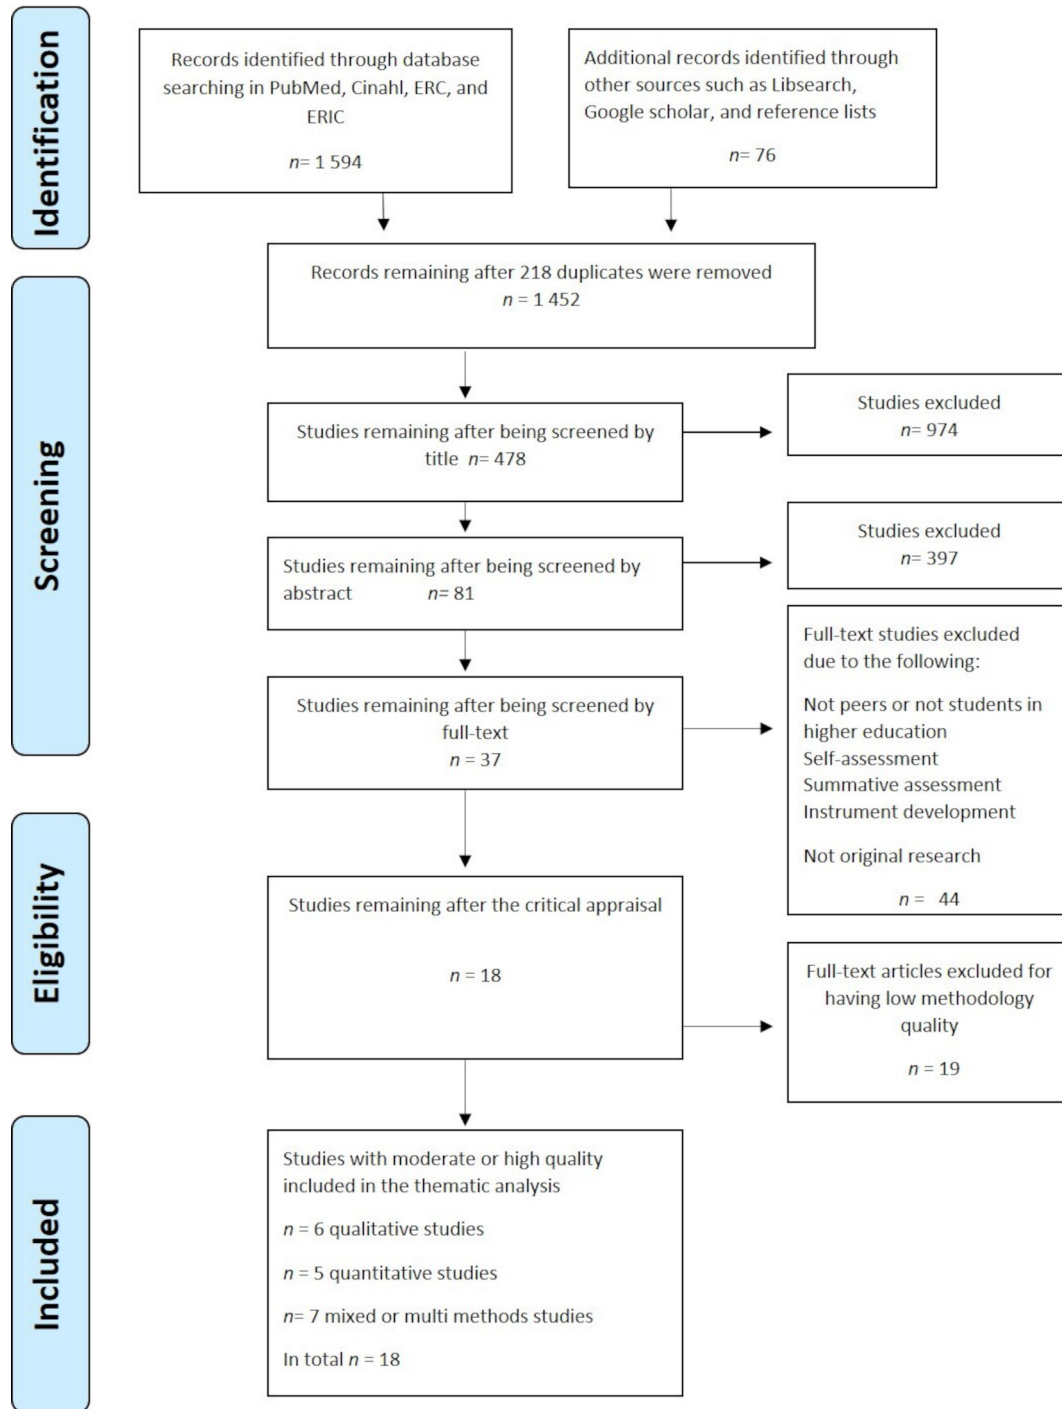 Identification
Records identified through database
searching in PubMed, Cinahl, ERC, and
ERIC
n= 1 594
Additional records identified through
other sources such as Libsearch,
Google scholar, and reference lists
n= 76
Records remaining after 218 duplicates were removed
n = 1 452
Screening
Studies remaining after being screened by
title n= 478
Studies excluded
n= 974
Studies remaining after being screened by
abstract n= 81
Studies excluded
n= 397
Studies remaining after being screened by
full-text
n = 37
Full-text studies excluded
due to the following:
Not peers or not students in
higher education
Self-assessment
Summative assessment
Instrument development
Not original research
n = 44
Eligibility
Studies remaining after the critical appraisal
n = 18
Full-text articles excluded for
having low methodology
quality
n = 19
Included
Studies with moderate or high quality
included in the thematic analysis
n = 6 qualitative studies
n = 5 quantitative studies
n= 7 mixed or multi methods studies
In total n = 18